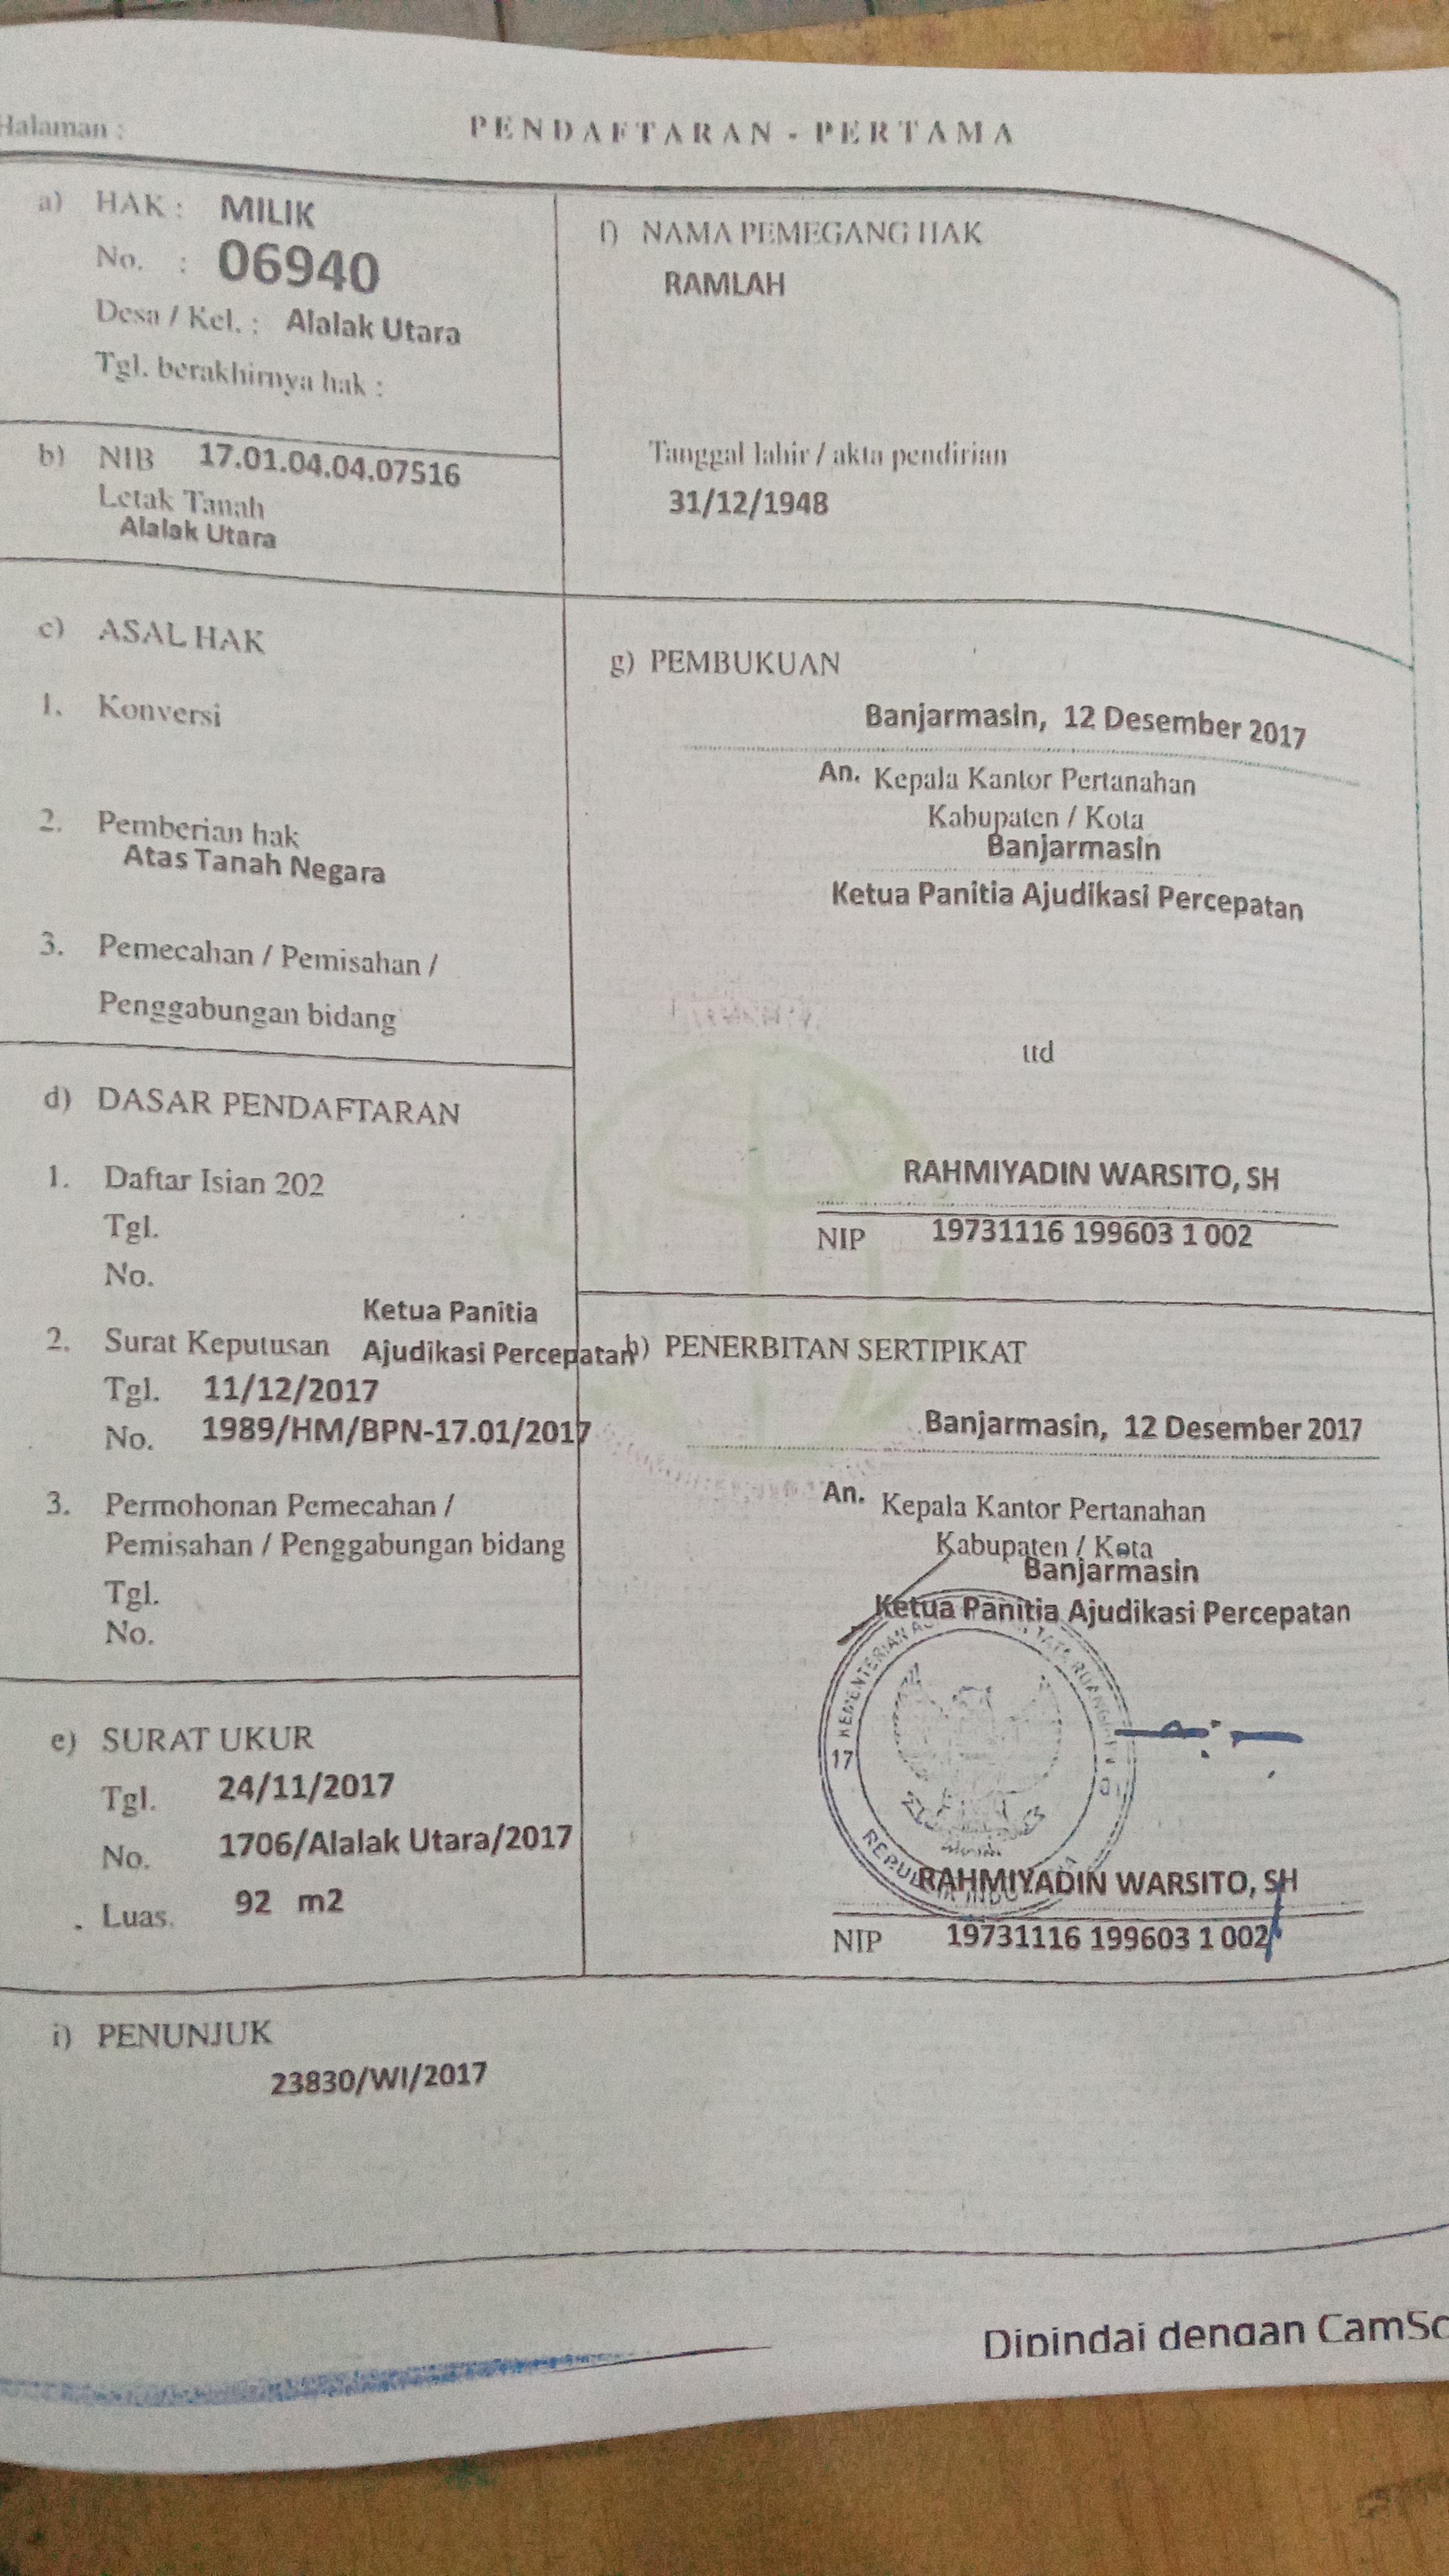 Halaman :
PENDAFTARAN - PERTAMA
a) HAK : MILIK
No. : 06940
Desa / Kel. : Alalak Utara
Tgl. berakhirnya hak :
b) NIB 17.01.04.04.07516
Letak Tanah
Alalak Utara
c) ASAL HAK
1. Konversi
2. Pemberian hak
Atas Tanah Negara
3. Pemecahan / Pemisahan /
Penggabungan bidang
d) DASAR PENDAFTARAN
1. Daftar Isian 202
Tgl.
No.
Ketua Panitia
2. Surat Keputusan Ajudikasi Percepatan
Tgl. 11/12/2017
No. 1989/HM/BPN-17.01/2017
3. Permohonan Pemecahan /
Pemisahan / Penggabungan bidang
Tgl.
No.
e) SURAT UKUR
Tgl. 24/11/2017
No. 1706/Alalak Utara/2017
Luas. 92 m2
f) NAMA PEMEGANG HAK
RAMLAH
Tanggal lahir / akta pendirian
31/12/1948
g) PEMBUKUAN
Banjarmasin, 12 Desember 2017
An. Kepala Kantor Pertanahan
Kabupaten / Kota
Banjarmasin
Ketua Panitia Ajudikasi Percepatan
ttd
RAHMIYADIN WARSITO, SH
NIP 19731116 199603 1 002
h) PENERBITAN SERTIPIKAT
Banjarmasin, 12 Desember 2017
An. Kepala Kantor Pertanahan
Kabupaten / Kota
Banjarmasin
Ketua Panitia Ajudikasi Percepatan
KEMENTERIAN TATA RUANG
17
REPUBLIK INDONESIA
RAHMIYADIN WARSITO, SH
NIP 19731116 199603 1 002
i) PENUNJUK
23830/WI/2017
Dipindai dengan CamSc